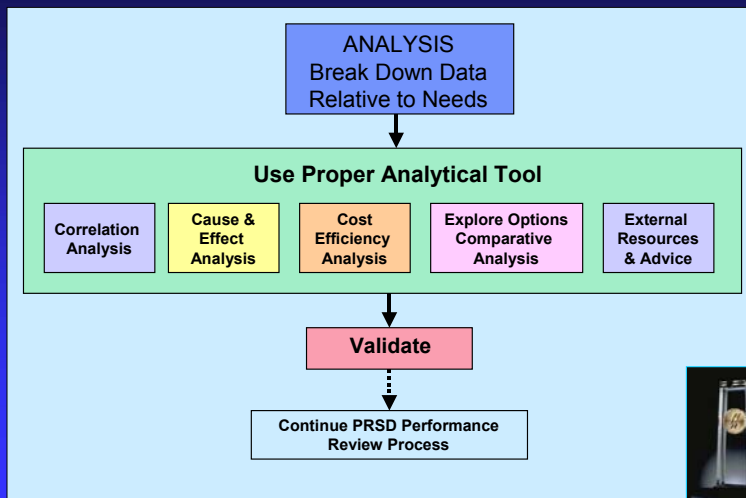 ANALYSIS
Break Down Data
Relative to Needs
Use Proper Analytical Tool
Correlation
Analysis
Cause &
Effect
Analysis
Cost
Efficiency
Analysis
Explore Options
Comparative
Analysis
External
Resources
& Advice
Validate
Continue PRSD Performance
Review Process